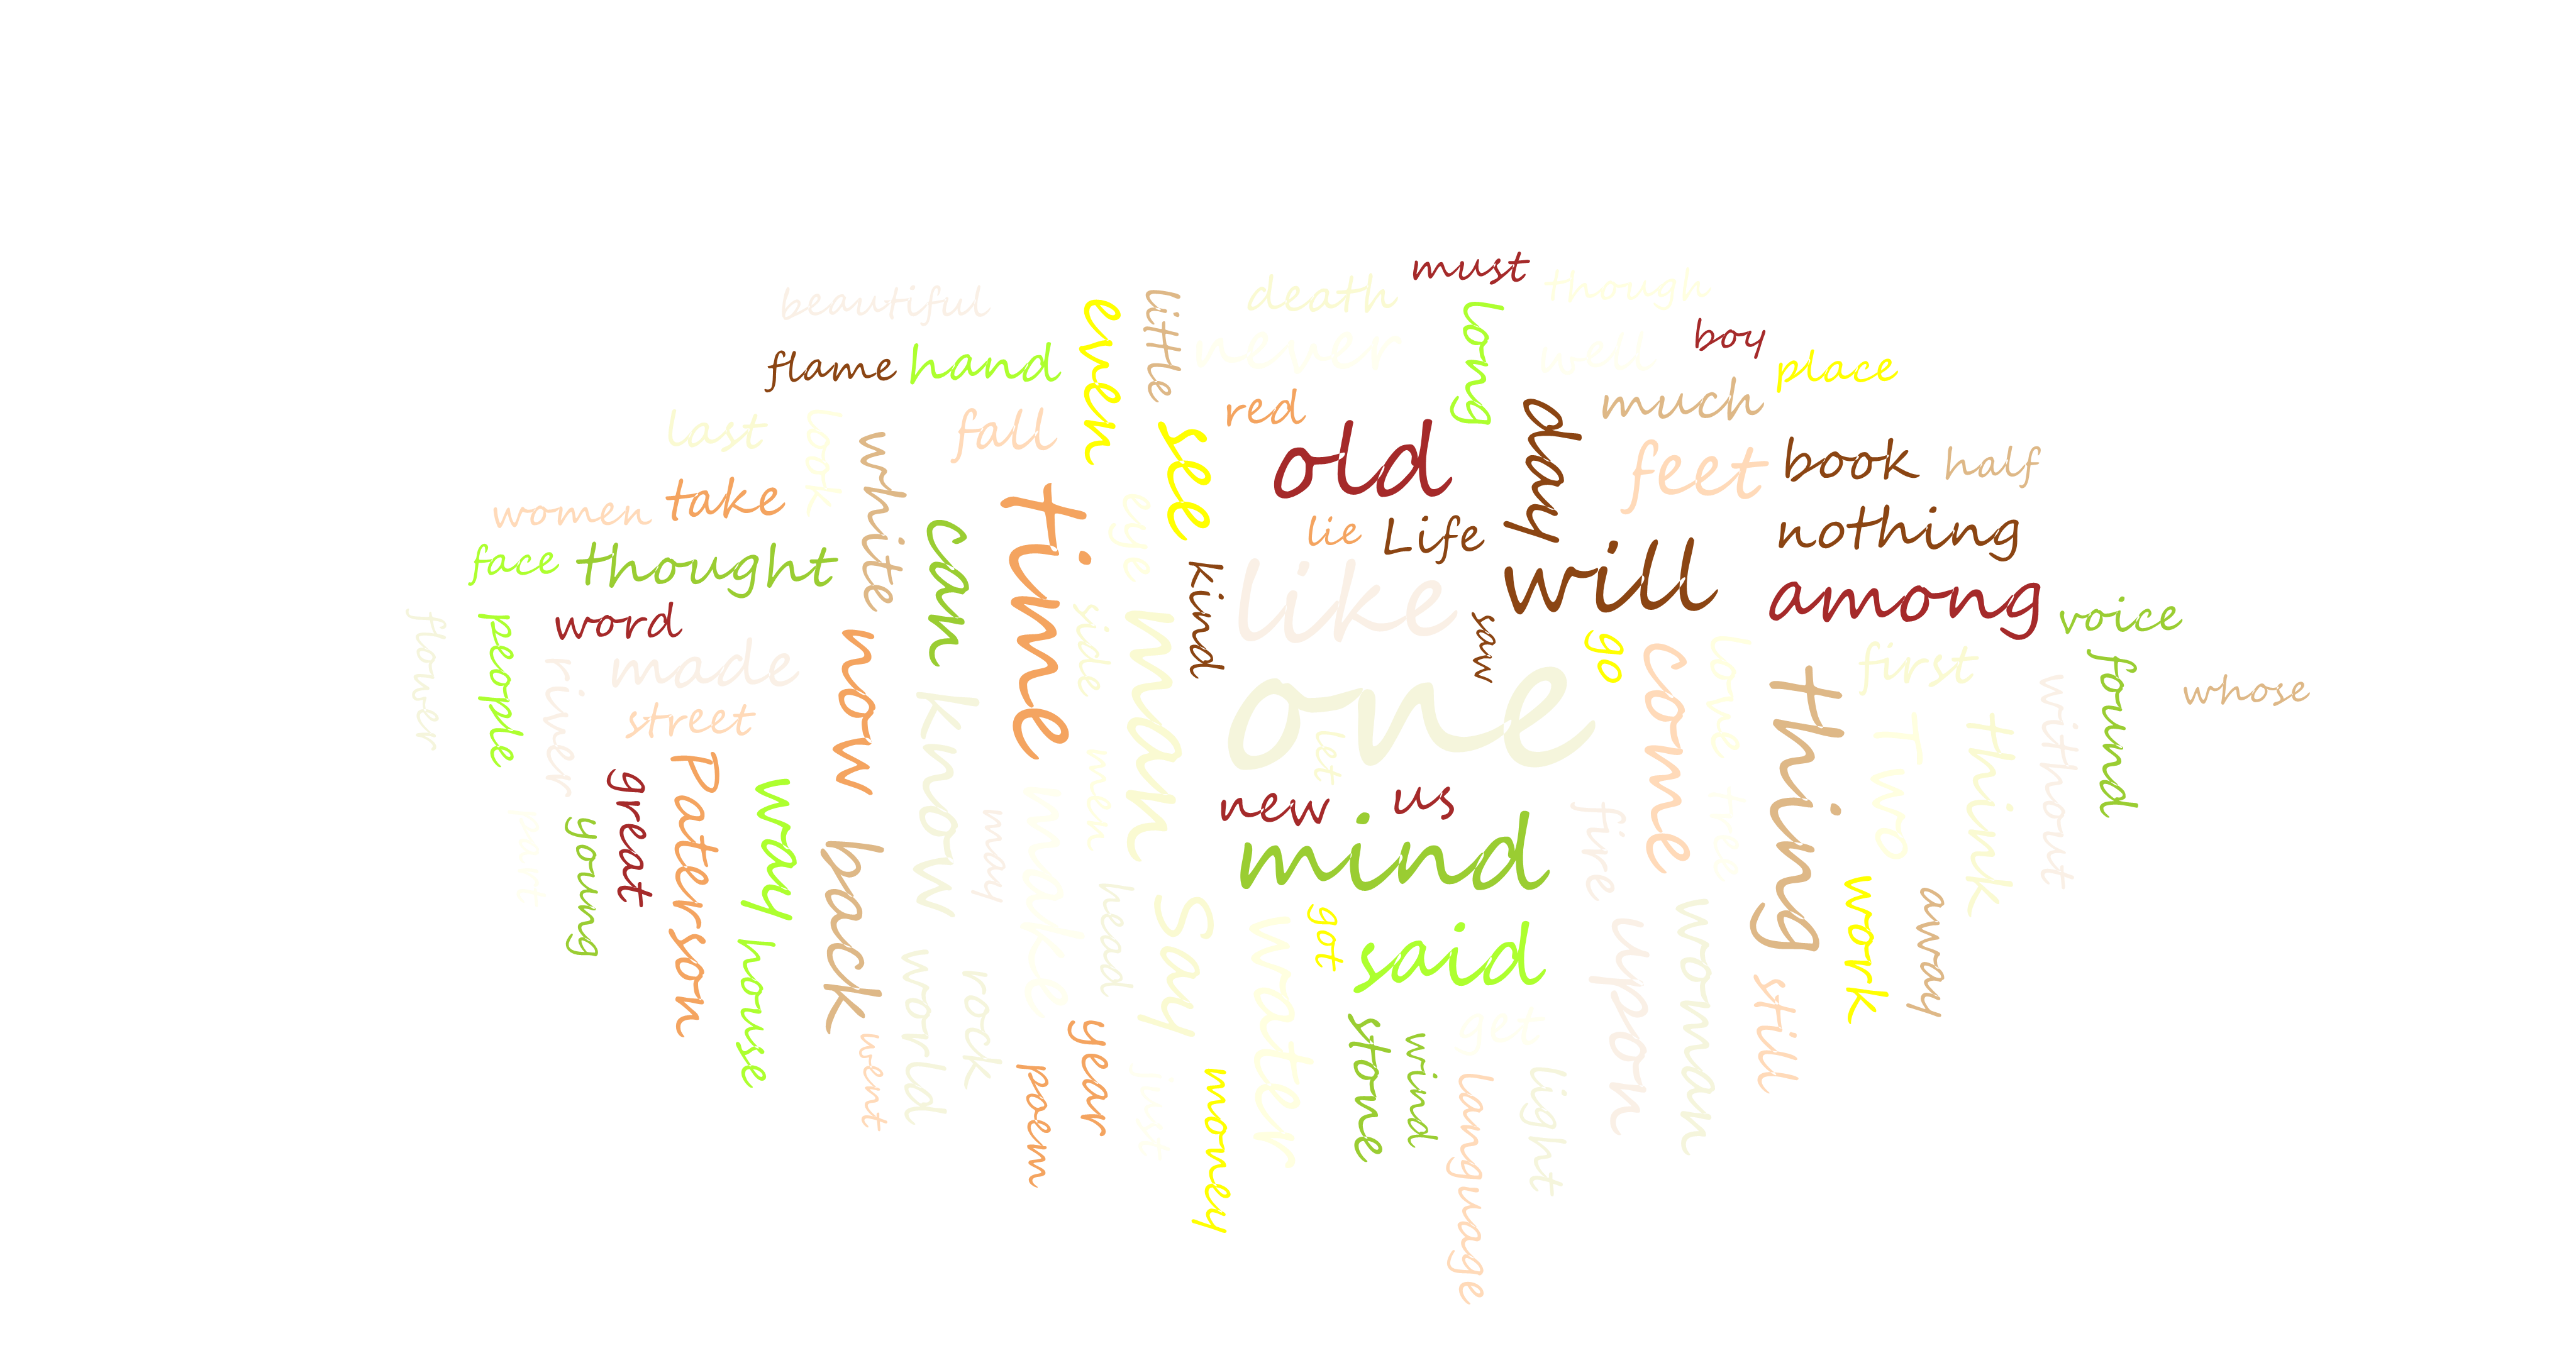 must
though
death
beautiful
little
even
long
never
well
boy
place
flame
hand
red
much
last
look
fall
white
see
old
day
feet
book
half
women
take
time
eye
lie
Life
nothing
face
thought
can
kind
like
will
among
voice
flower
people
word
side
man
saw
go
come
love
first
found
whose
river
made
now
know
one
thing
Two
think
without
street
let
great
Paterson
way
men
new
us
tree
part
young
back
may
make
mind
fire
work
away
house
head
Say
water
got
said
upon
woman
still
world
rock
went
year
poem
just
money
stone
wind
get
language
light